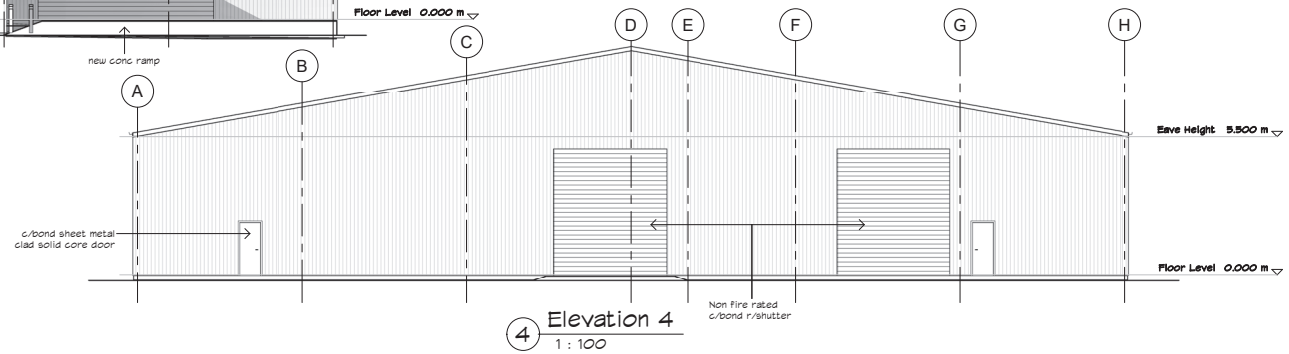 Floor Level 0.000 m
new conc ramp
A
B
C
D
E
F
G
H
Eave Height 5.500 m
c/bond sheet metal
clad solid core door
Floor Level 0.000 m
Non fire rated
c/bond r/shutter
4
Elevation 4
1 : 100